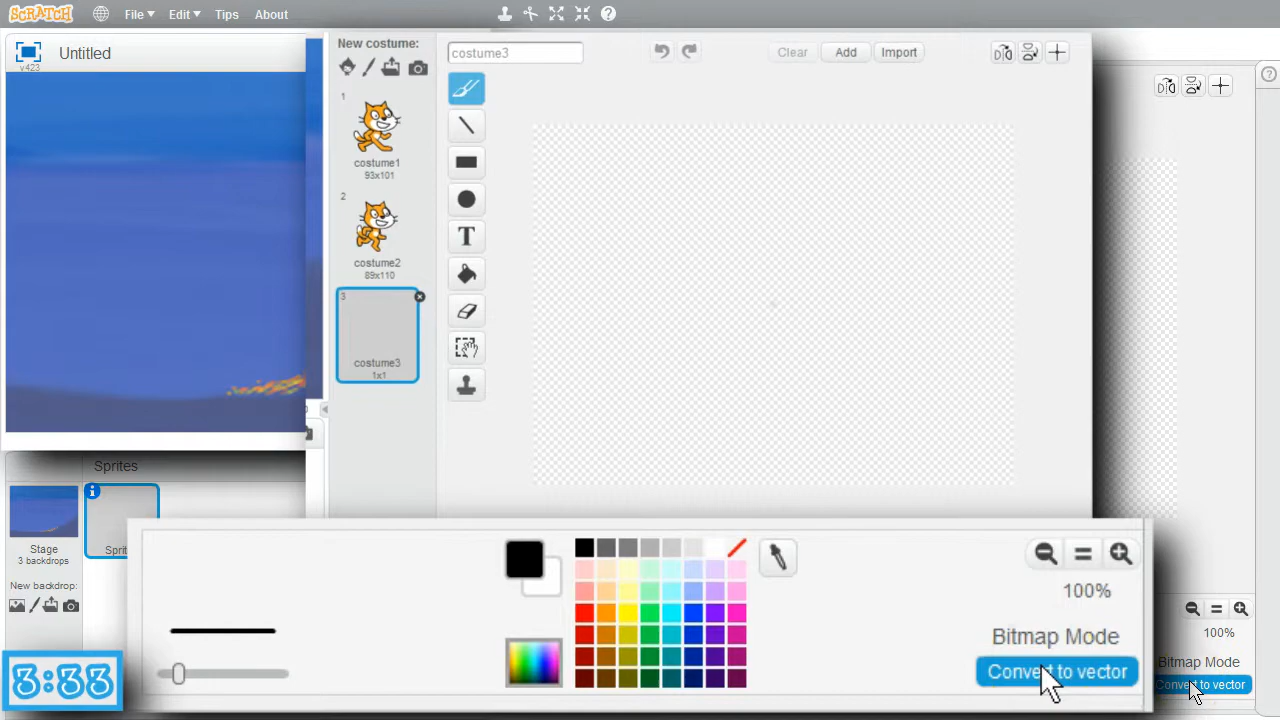 SCRATCH File Edit Tips About
Untitled
v423
New costume:
costume3
Clear Add Import
1
costume1
93x101
2
costume2
89x110
3
costume3
1x1
T
Sprites
Stage
3 backdrops
New backdrop:
100%
Bitmap Mode
Convert to vector
100%
Bitmap Mode
Convert to vector
3:33